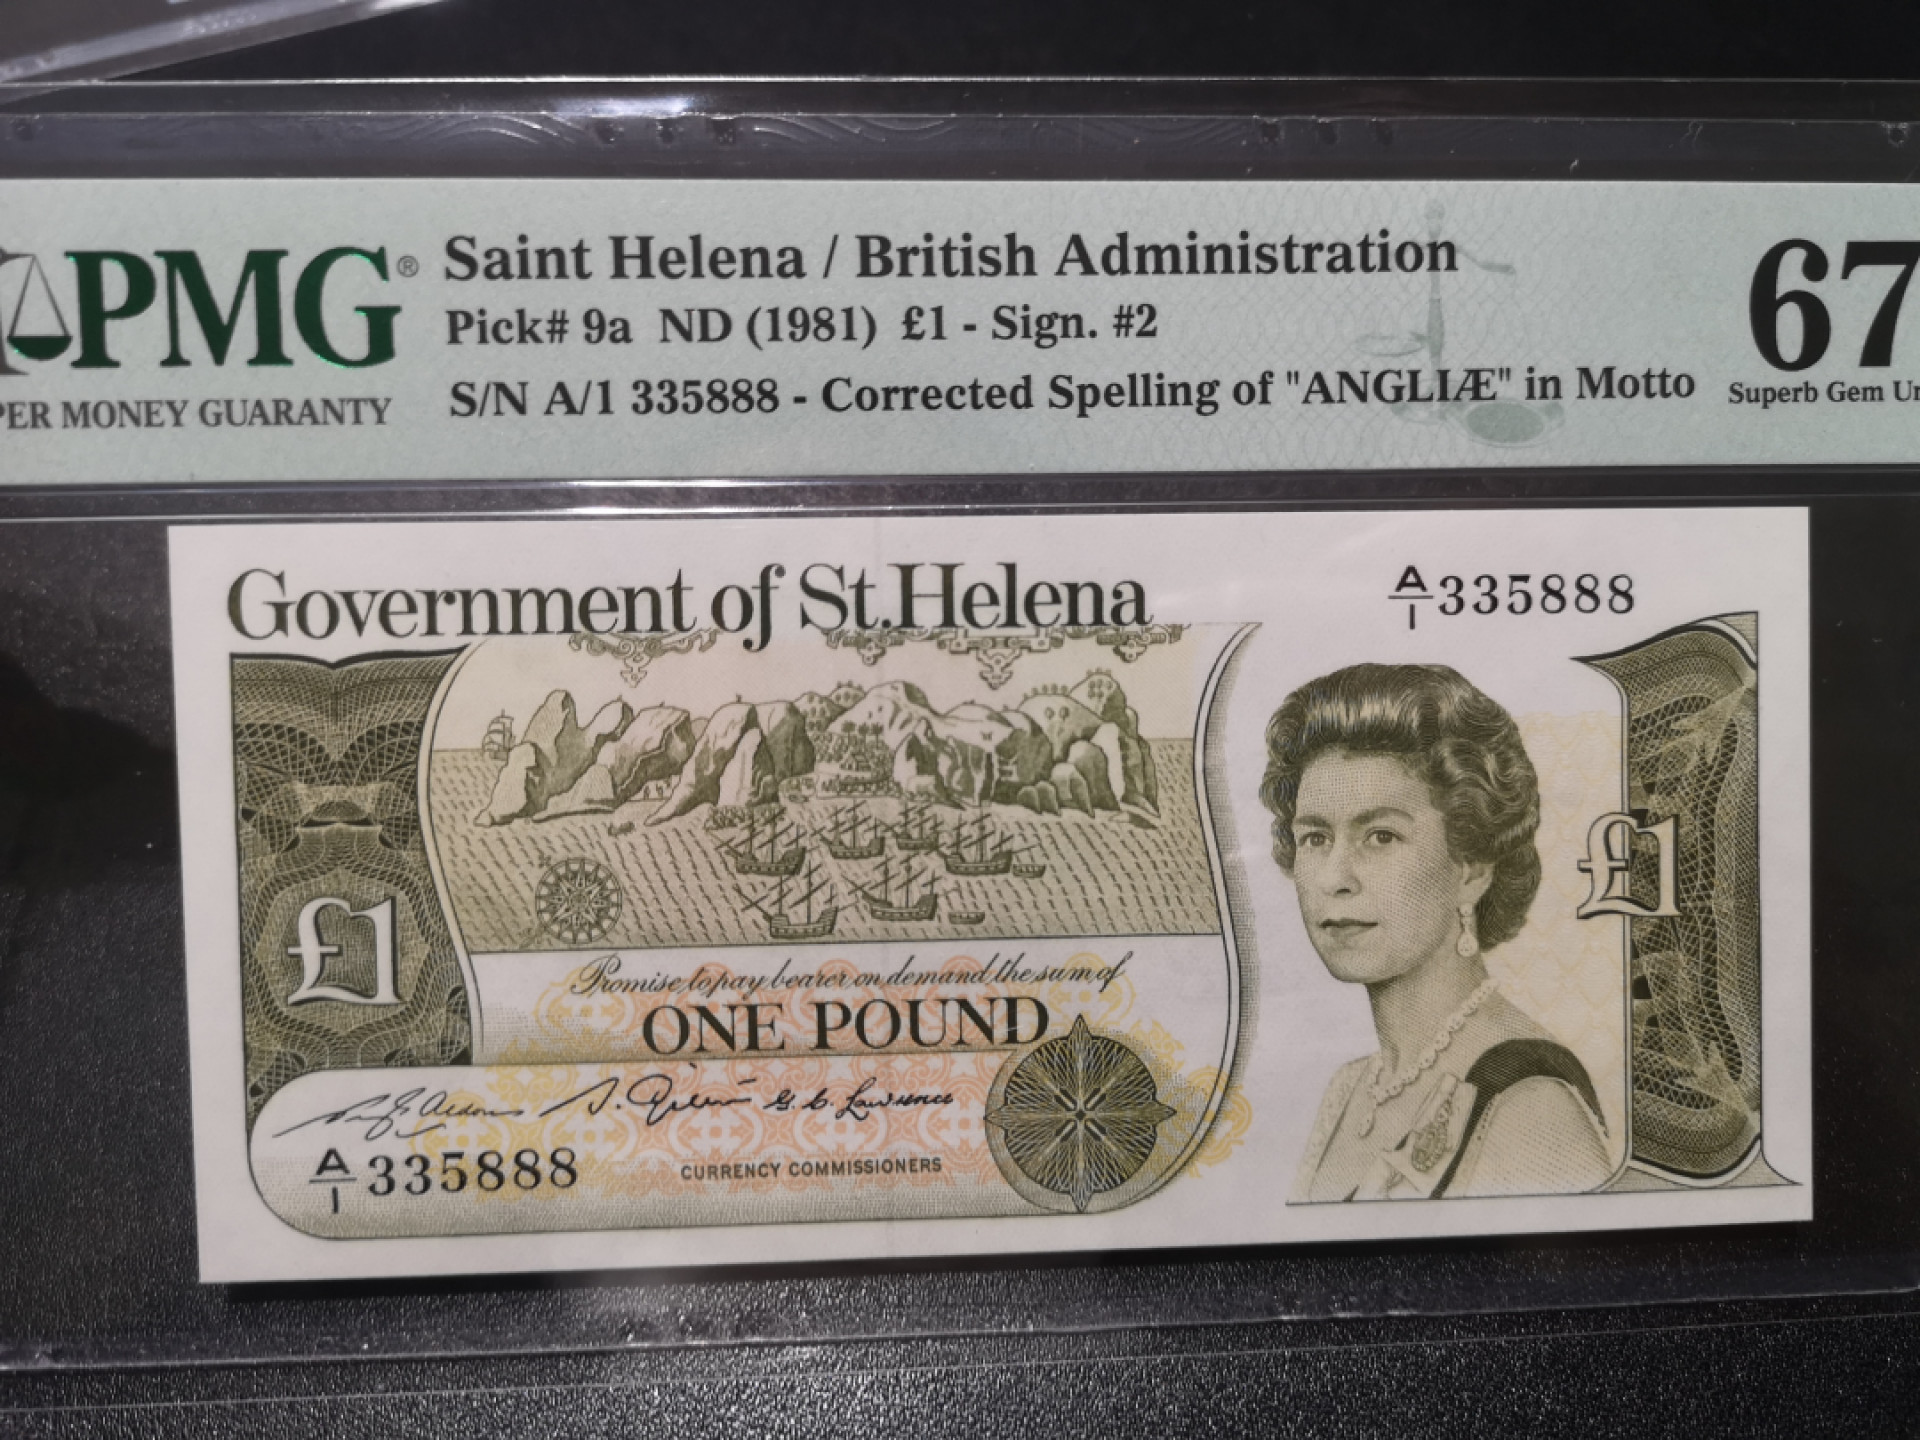 PMG®
PER MONEY GUARANTY
Saint Helena / British Administration
Pick# 9a ND (1981) £1 - Sign. #2
S/N A/1 335888 - Corrected Spelling of "ANGLIÆ" in Motto
67
Superb Gem Un
Government of St.Helena
A/1 335888
£1
£1
Promise to pay bearer on demand the sum of
ONE POUND
G. C. Lawrence
A/1 335888
CURRENCY COMMISSIONERS